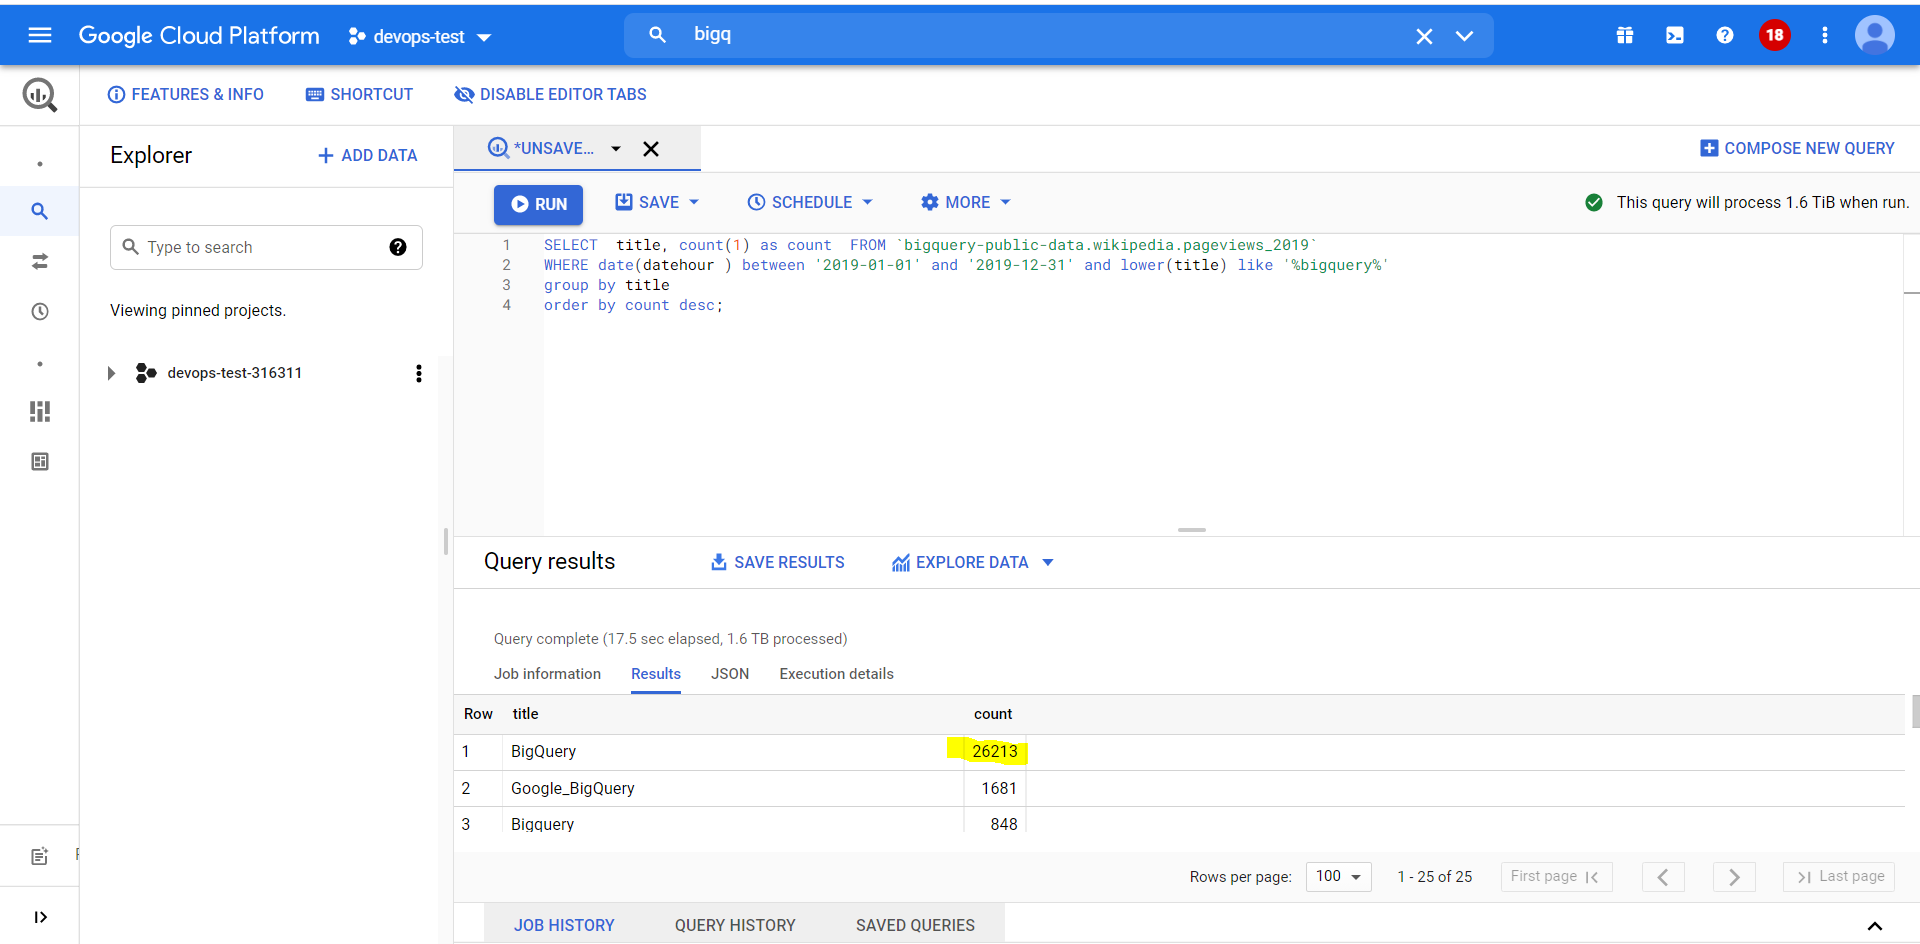 Google Cloud Platform devops-test bigq 18
FEATURES & INFO SHORTCUT DISABLE EDITOR TABS
Explorer ADD DATA *UNSAVE... COMPOSE NEW QUERY
RUN SAVE SCHEDULE MORE This query will process 1.6 TiB when run.
Type to search
Viewing pinned projects.
devops-test-316311
1 SELECT  title, count(1) as count  FROM `bigquery-public-data.wikipedia.pageviews_2019`
2 WHERE date(datehour ) between '2019-01-01' and '2019-12-31' and lower(title) like '%bigquery%'
3 group by title
4 order by count desc;
Query results SAVE RESULTS EXPLORE DATA
Query complete (17.5 sec elapsed, 1.6 TB processed)
Job information Results JSON Execution details
Row title count
1 BigQuery 26213
2 Google_BigQuery 1681
3 Bigquery 848
Rows per page: 100 1 - 25 of 25 First page Last page
JOB HISTORY QUERY HISTORY SAVED QUERIES